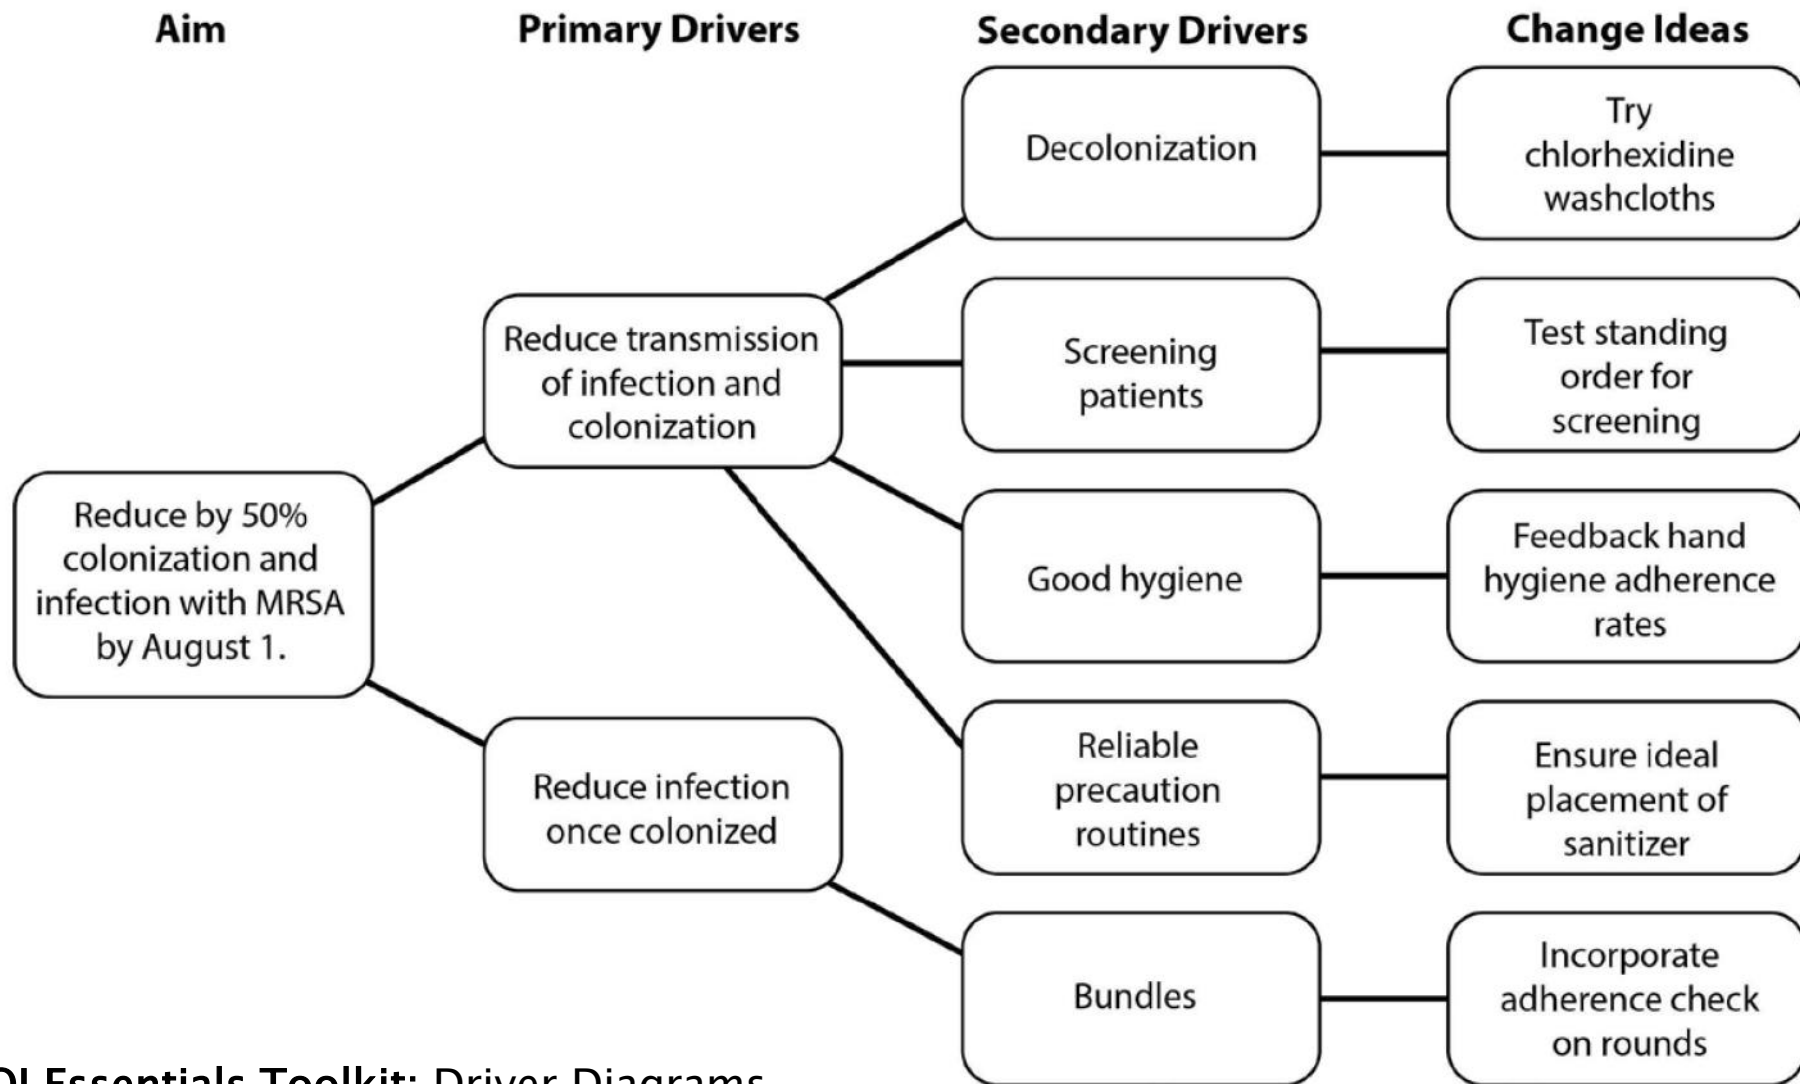 Aim
Primary Drivers
Secondary Drivers
Change Ideas
Reduce by 50%
colonization and
infection with MRSA
by August 1.
Reduce transmission
of infection and
colonization
Reduce infection
once colonized
Decolonization
Screening
patients
Good hygiene
Reliable
precaution
routines
Bundles
Try
chlorhexidine
washcloths
Test standing
order for
screening
Feedback hand
hygiene adherence
rates
Ensure ideal
placement of
sanitizer
Incorporate
adherence check
on rounds
QI Essentials Toolkit: Driver Diagrams